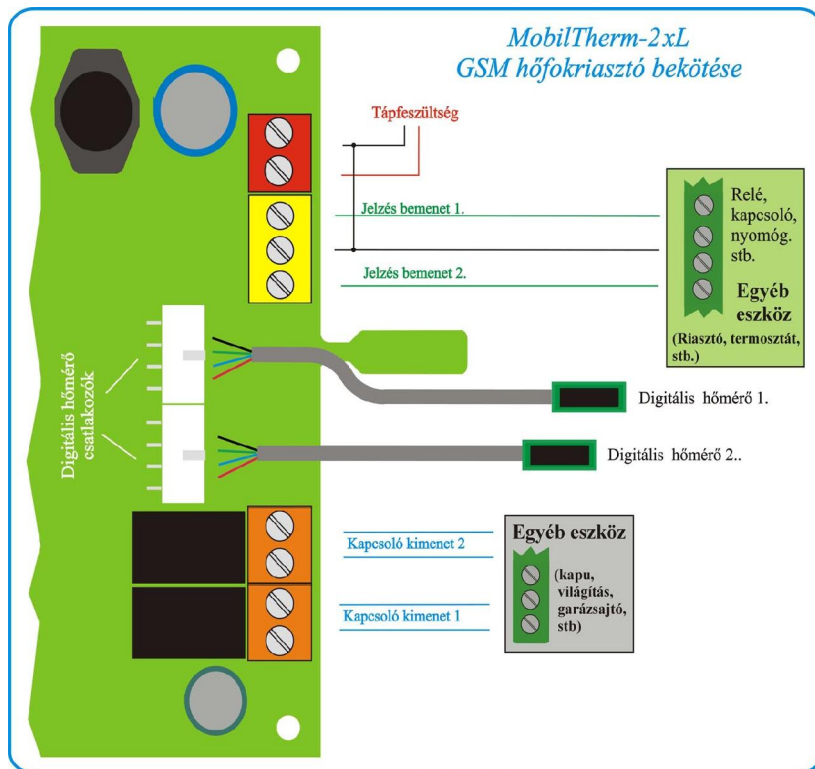 MobilTherm-2xL
GSM hőfokriasztó bekötése
Tápfeszültség
Jelzés bemenet 1.
Jelzés bemenet 2.
Relé,
kapcsoló,
nyomóg.
stb.
Egyéb
eszköz
(Riasztó, termosztát,
stb.)
Digitális hőmérő
csatlakozók
Digitális hőmérő 1.
Digitális hőmérő 2..
Kapcsoló kimenet 2
Kapcsoló kimenet 1
Egyéb eszköz
(kapu,
világítás,
garázsajtó,
stb)